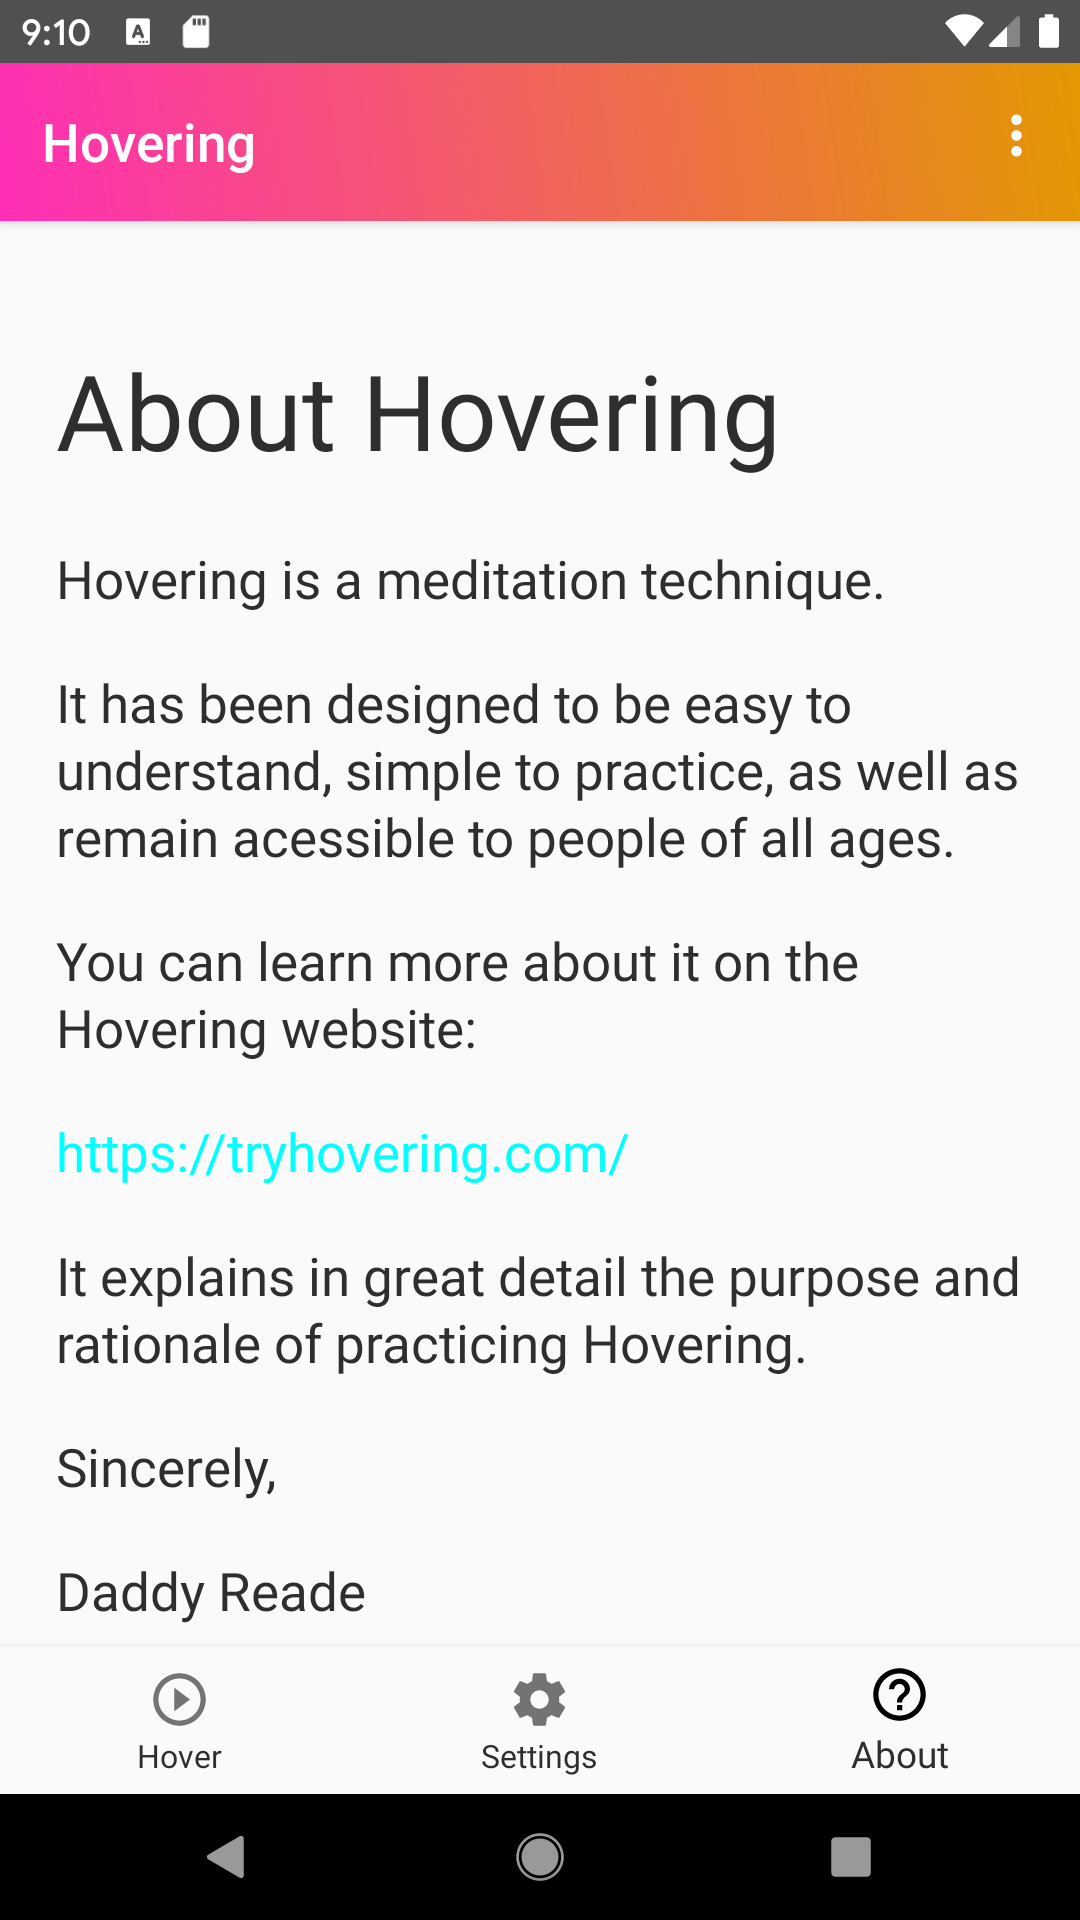 9:10
Hovering
About Hovering
Hovering is a meditation technique.
It has been designed to be easy to
understand, simple to practice, as well as
remain acessible to people of all ages.
You can learn more about it on the
Hovering website:
https://tryhovering.com/
It explains in great detail the purpose and
rationale of practicing Hovering.
Sincerely,
Daddy Reade
Hover
Settings
About